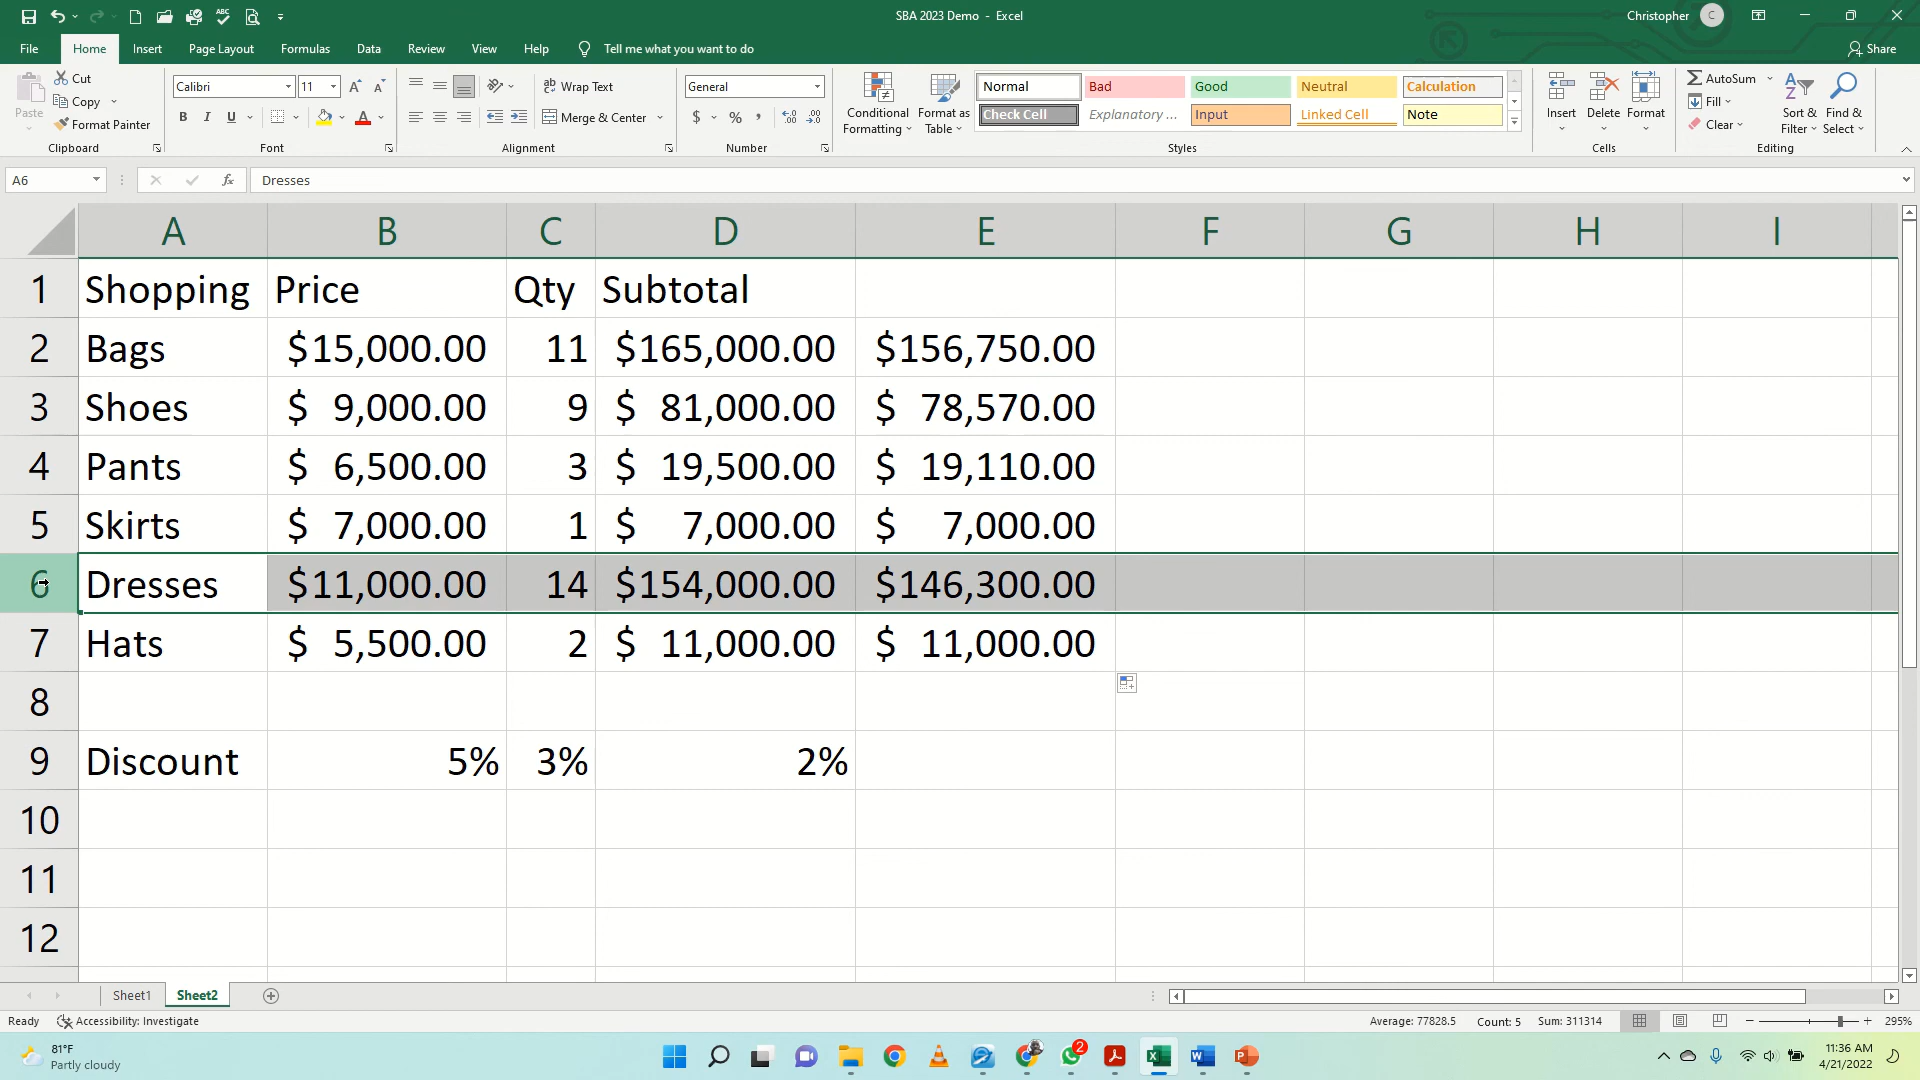 SBA 2023 Demo - Excel
Christopher C
File Home Insert Page Layout Formulas Data Review View Help Tell me what you want to do Share
Paste Cut Copy Format Painter Clipboard
Calibri 11 B I U Font
Wrap Text Merge & Center Alignment
General $ % Number
Conditional Formatting Format as Table
Normal Bad Good Neutral Calculation
Check Cell Explanatory ... Input Linked Cell Note
Styles
Insert Delete Format Cells
AutoSum Fill Clear Sort & Filter Find & Select Editing
A6 fx Dresses
A B C D E F G H I
1 Shopping Price Qty Subtotal
2 Bags $15,000.00 11 $165,000.00 $156,750.00
3 Shoes $ 9,000.00 9 $ 81,000.00 $ 78,570.00
4 Pants $ 6,500.00 3 $ 19,500.00 $ 19,110.00
5 Skirts $ 7,000.00 1 $ 7,000.00 $ 7,000.00
6 Dresses $11,000.00 14 $154,000.00 $146,300.00
7 Hats $ 5,500.00 2 $ 11,000.00 $ 11,000.00
8
9 Discount 5% 3% 2%
10
11
12
Sheet1 Sheet2
Ready Accessibility: Investigate Average: 77828.5 Count: 5 Sum: 311314 295%
81°F
Partly cloudy
2
11:36 AM
4/21/2022